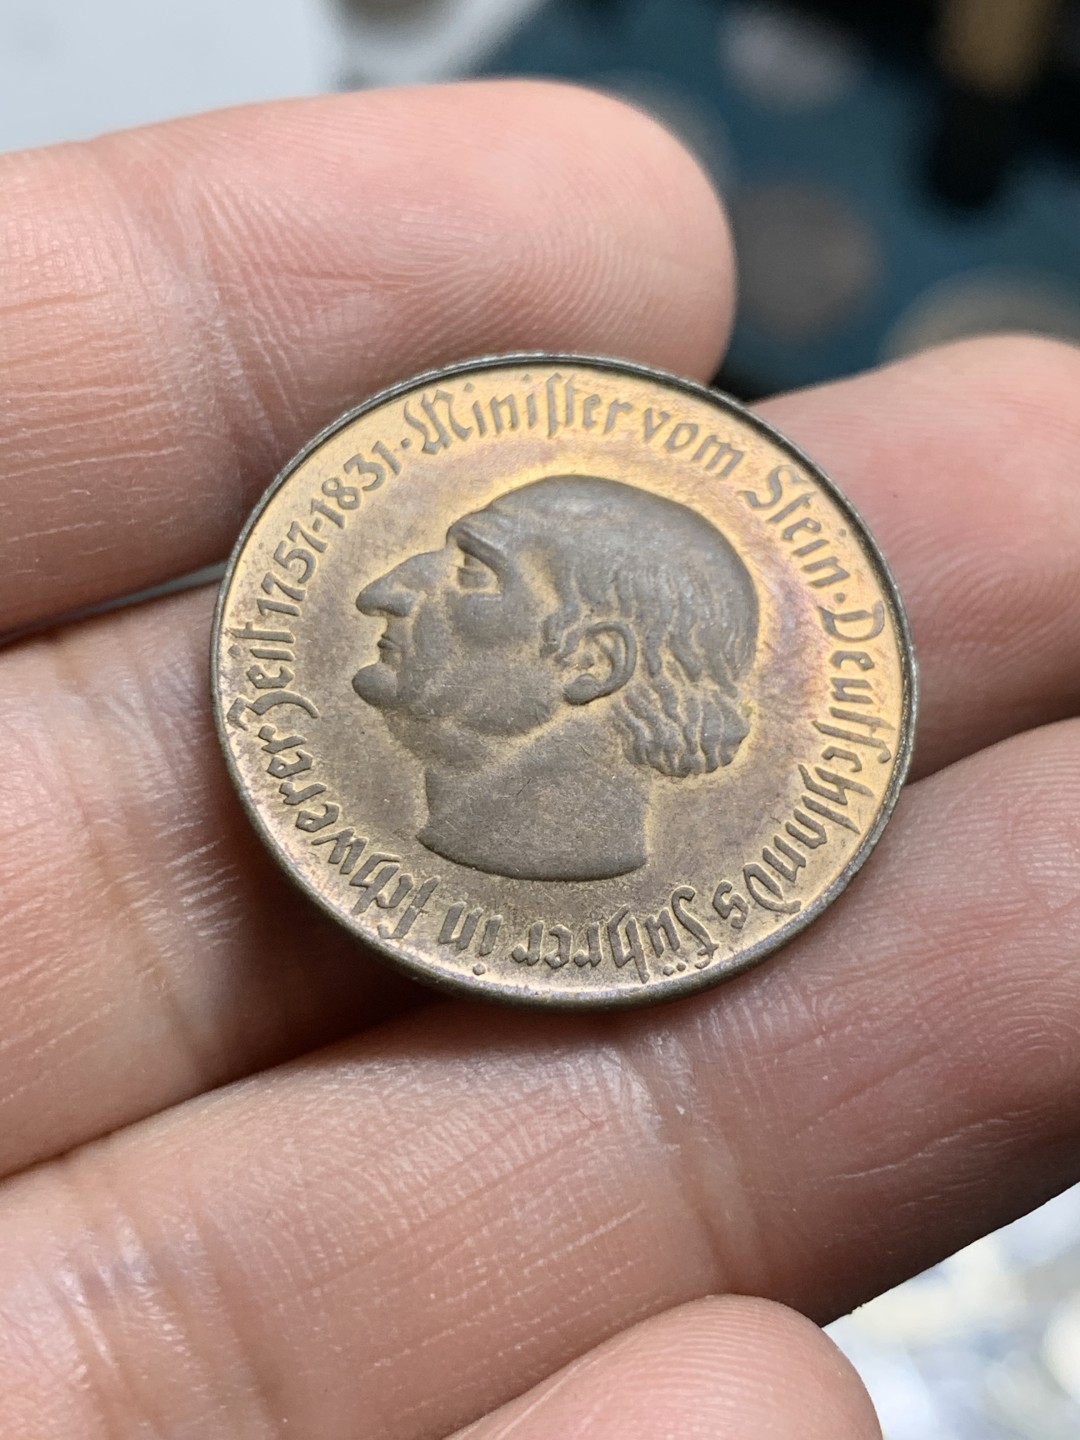 Minister vom Stein · Deutschlands Führer in schwerer Zeit 1757-1831 ·